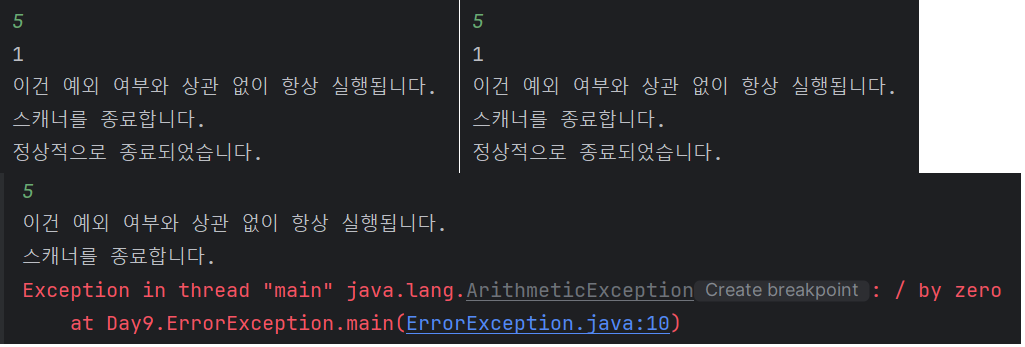 5
1
이건 예외 여부와 상관 없이 항상 실행됩니다.
스캐너를 종료합니다.
정상적으로 종료되었습니다.
5
1
이건 예외 여부와 상관 없이 항상 실행됩니다.
스캐너를 종료합니다.
정상적으로 종료되었습니다.
5
이건 예외 여부와 상관 없이 항상 실행됩니다.
스캐너를 종료합니다.
Exception in thread "main" java.lang.ArithmeticException Create breakpoint : / by zero
at Day9.ErrorException.main(ErrorException.java:10)